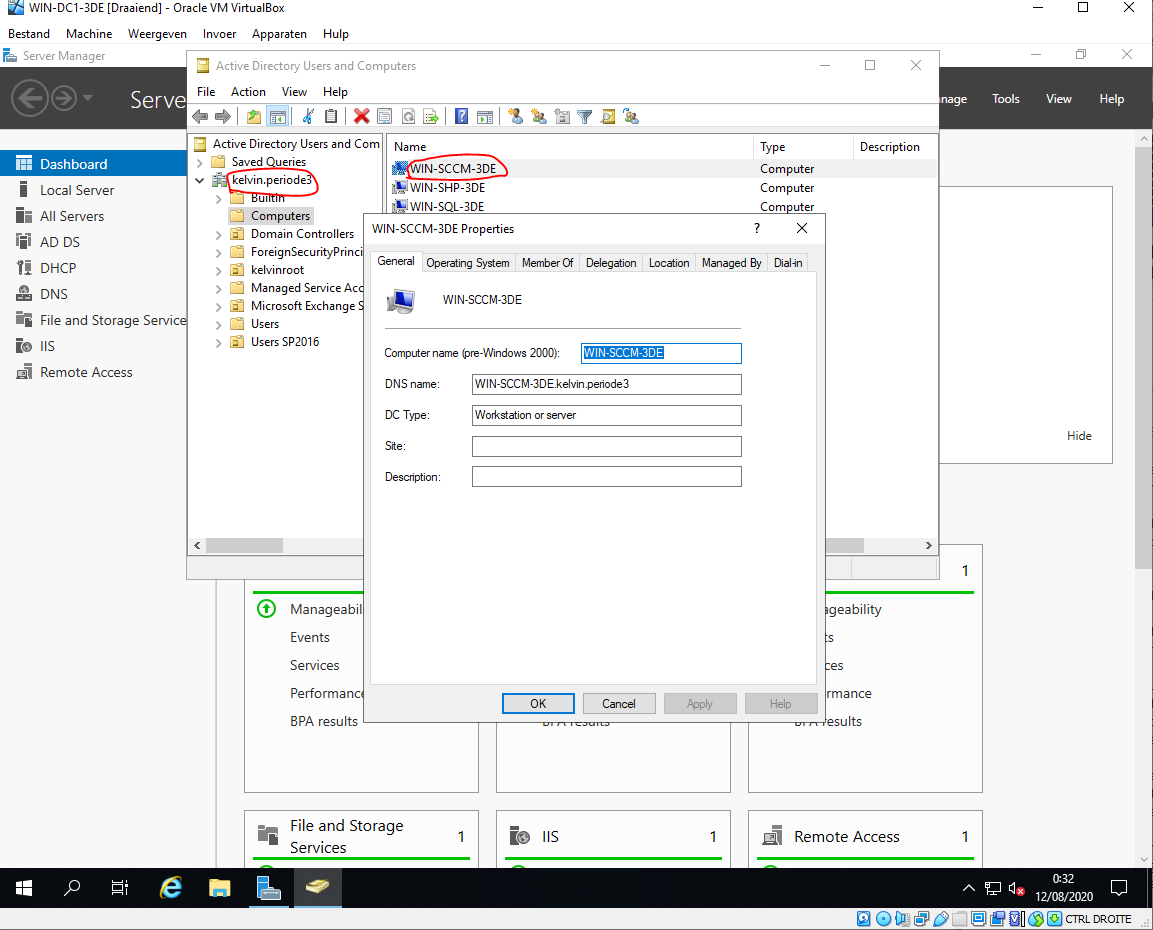 WIN-DC1-3DE [Draaiend] - Oracle VM VirtualBox
Bestand Machine Weergeven Invoer Apparaten Hulp
Server Manager
Serve
nage Tools View Help
Dashboard
Local Server
All Servers
AD DS
DHCP
DNS
File and Storage Service
IIS
Remote Access
Active Directory Users and Computers
File Action View Help
Active Directory Users and Com
Saved Queries
kelvin.periode3
Builtin
Computers
Domain Controllers
ForeignSecurityPrinci
kelvinroot
Managed Service Acc
Microsoft Exchange S
Users
Users SP2016
Name Type Description
WIN-SCCM-3DE Computer
WIN-SHP-3DE Computer
WIN-SQL-3DE Computer
WIN-SCCM-3DE Properties ?
General Operating System Member Of Delegation Location Managed By Dial-in
WIN-SCCM-3DE
Computer name (pre-Windows 2000): WIN-SCCM-3DE
DNS name: WIN-SCCM-3DE.kelvin.periode3
DC Type: Workstation or server
Site:
Description:
OK Cancel Apply Help
Hide
1
Manageabil
Events
Services
Performance
BPA results
BPA results
ageability
ts
ces
rmance
BPA results
File and Storage Services 1
IIS 1
Remote Access 1
0:32
12/08/2020
CTRL DROITE